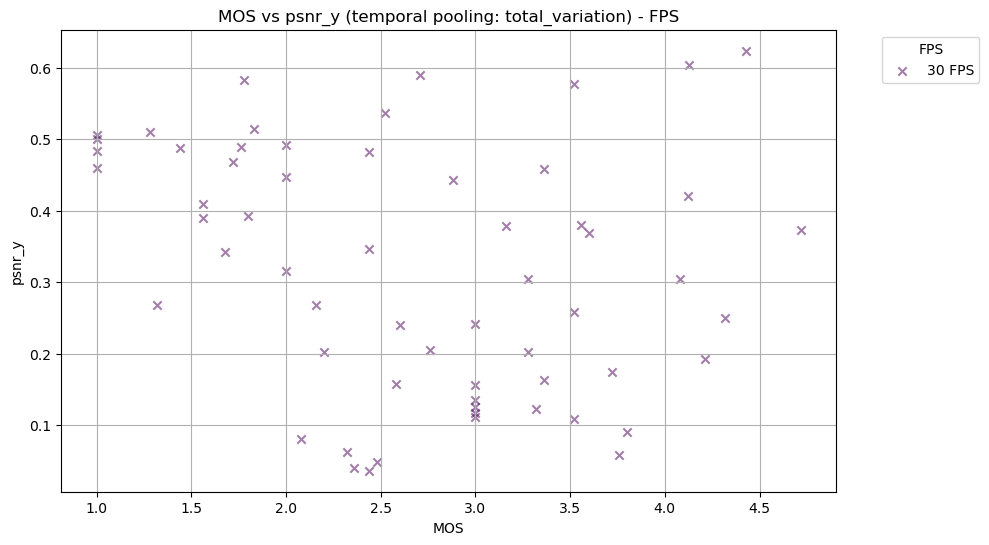 MOS vs psnr_y (temporal pooling: total_variation) - FPS
FPS
30 FPS
psnr_y
0.6
0.5
0.4
0.3
0.2
0.1
1.0 1.5 2.0 2.5 3.0 3.5 4.0 4.5
MOS